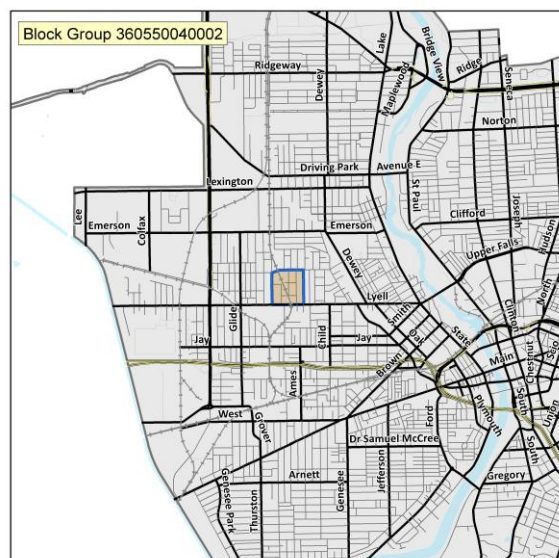 Block Group 360550040002
Lake
Bridge View
Ridgeway
Dewey
Maplewood
Ridge
Seneca
Norton
Driving Park
Avenue E
Lexington
St Paul
Joseph
Hudson
Lee
Colfax
Emerson
Emerson
Clifford
Upper Falls
North
Dewey
Glide
Lyell
Smith
Clinton
State
Jay
Child
Jay
Oak
Brown
Main
Chestnut
Scio
Ames
West
Grover
Ford
Plymouth
South
Union
South
Dr Samuel McCree
Genesee Park
Thurston
Arnett
Genesee
Jefferson
Gregory